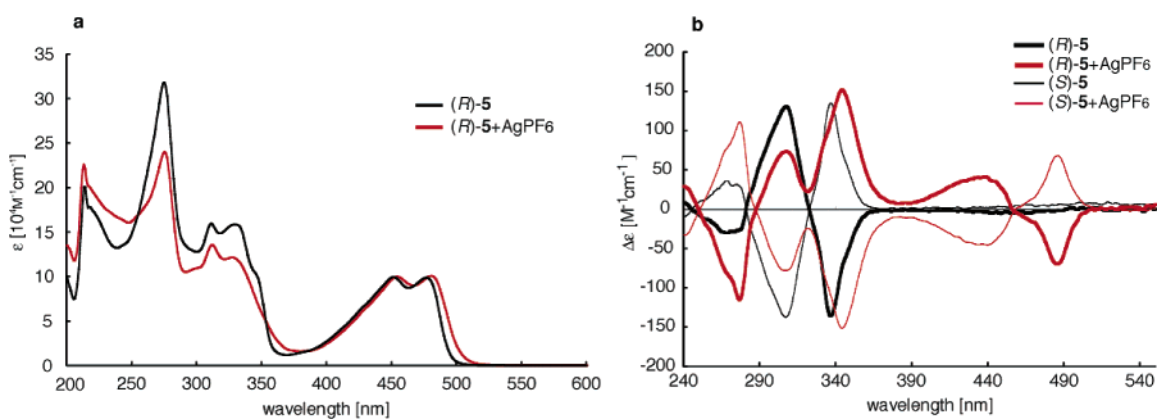 a
35
30
25
20
15
10
5
0
200 250 300 350 400 450 500 550 600
wavelength [nm]
ε [10⁴M⁻¹cm⁻¹]
(R)-5
(R)-5+AgPF6
b
200
150
100
50
0
-50
-100
-150
-200
240 290 340 390 440 490 540
wavelength [nm]
Δε [M⁻¹cm⁻¹]
(R)-5
(R)-5+AgPF6
(S)-5
(S)-5+AgPF6